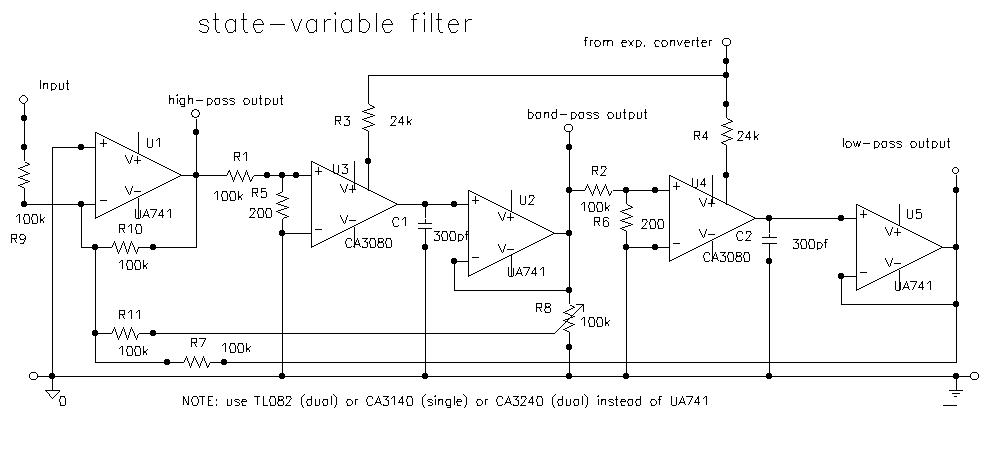 state-variable filter
from exp. converter
Input
high-pass output
band-pass output
low-pass output
R3
24k
R4
24k
+
U1
V+
V-
-
UA741
R1
100k
R5
200
+
U3
V+
V-
-
CA3080
C1
300pf
+
U2
V+
V-
-
UA741
R2
100k
R6
200
+
U4
V+
V-
-
CA3080
C2
300pf
+
U5
V+
V-
-
UA741
100k
R9
R10
100k
R8
100k
R11
100k
R7
100k
0
NOTE: use TL082 (dual) or CA3140 (single) or CA3240 (dual) instead of UA741